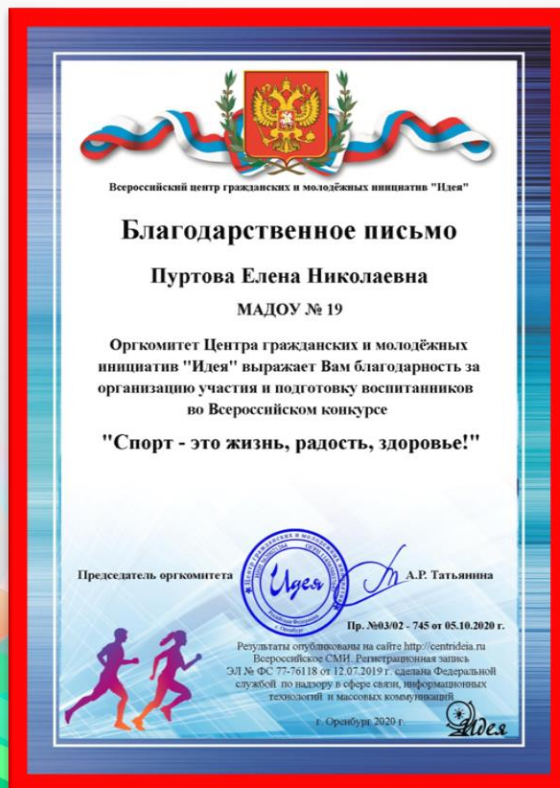 Всероссийский центр гражданских и молодёжных инициатив "Идея"
Благодарственное письмо
Пуртова Елена Николаевна
МАДОУ № 19
Оргкомитет Центра гражданских и молодёжных
инициатив "Идея" выражает Вам благодарность за
организацию участия и подготовку воспитанников
во Всероссийском конкурсе
"Спорт - это жизнь, радость, здоровье!"
Председатель оргкомитета
Идея
А.Р. Татьянина
Пр. №03/02 - 745 от 05.10.2020 г.
Результаты опубликованы на сайте http://centrideia.ru
Всероссийское СМИ. Регистрационная запись
ЭЛ № ФС 77-76118 от 12.07.2019 г. сделана Федеральной
службой по надзору в сфере связи, информационных
технологий и массовых коммуникаций
г. Оренбург 2020 г
Идея